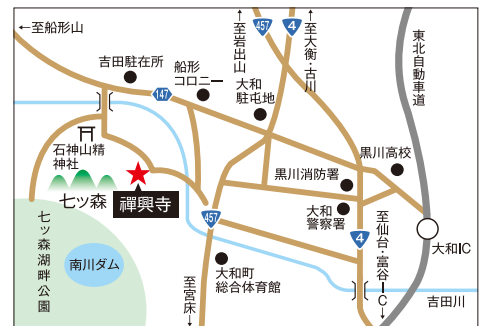 ←至船形山
吉田駐在所
船形
コロニー
147
457
4
←至岩出山
←至大衡・古川
大和
駐屯地
東北自動車道
石神山精
神社
七ッ森
禪興寺
黒川高校
黒川消防署
大和
警察署
457
4
大和IC
七ッ森湖畔公園
南川ダム
大和町
総合体育館
至宮床→
至仙台・富谷IC→
吉田川